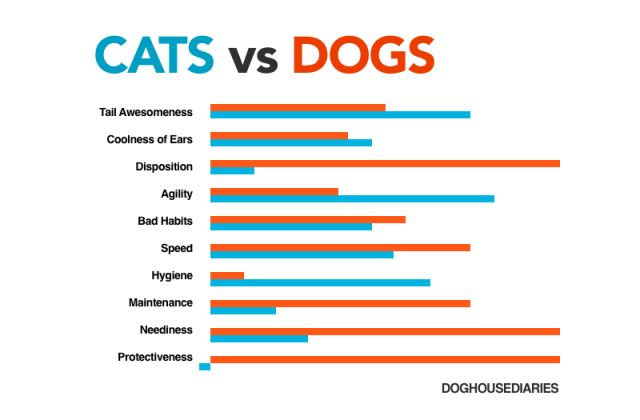 CATS vs DOGS
Tail Awesomeness
Coolness of Ears
Disposition
Agility
Bad Habits
Speed
Hygiene
Maintenance
Neediness
Protectiveness
DOGHOUSEDIARIES